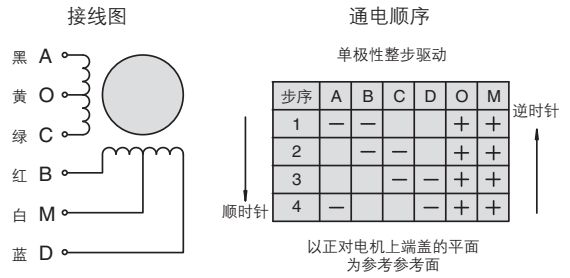 接线图
黑 A
黄 O
绿 C
红 B
白 M
蓝 D
通电顺序
单极性整步驱动
步序 A B C D O M
1 － － + +
2 － － + +
3 － － + +
4 － － + +
顺时针
逆时针
以正对电机上端盖的平面
为参考参考面